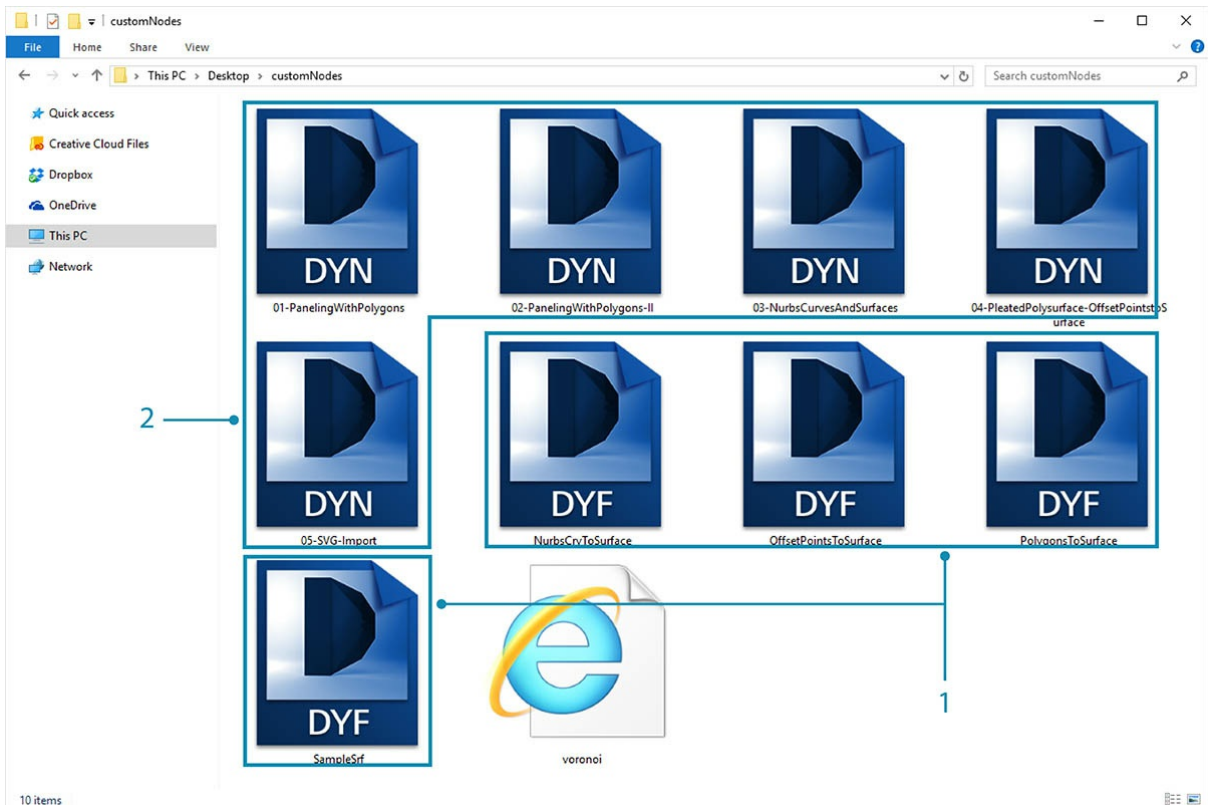 customNodes
File Home Share View
This PC > Desktop > customNodes
Search customNodes
Quick access
Creative Cloud Files
Dropbox
OneDrive
This PC
Network
DYN DYN DYN DYN
01-PanelingWithPolygons 02-PanelingWithPolygons-II 03-NurbsCurvesAndSurfaces 04-PleatedPolysurface-OffsetPointstoS
urface
2
DYN DYF DYF DYF
05-SVG-Import NurbsCrvToSurface OffsetPointsToSurface PolygonsToSurface
1
DYF
SampleSrf voronoi
10 items